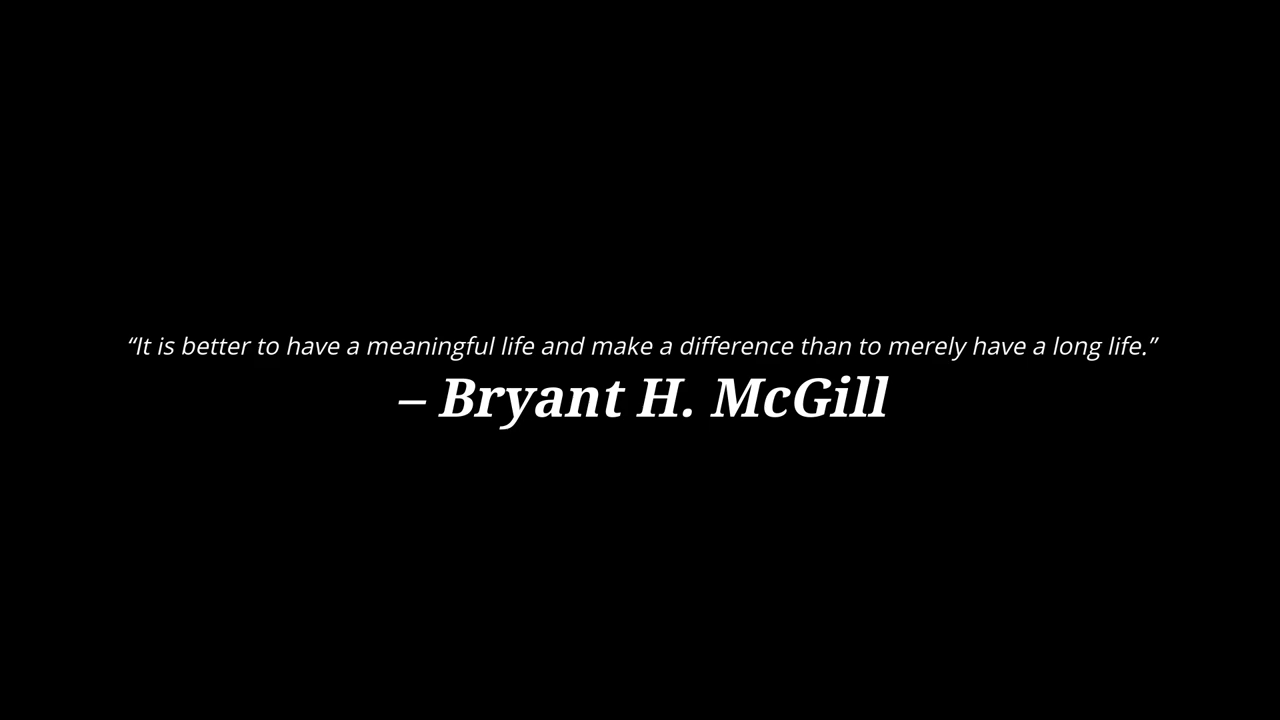 “It is better to have a meaningful life and make a difference than to merely have a long life.”
– Bryant H. McGill